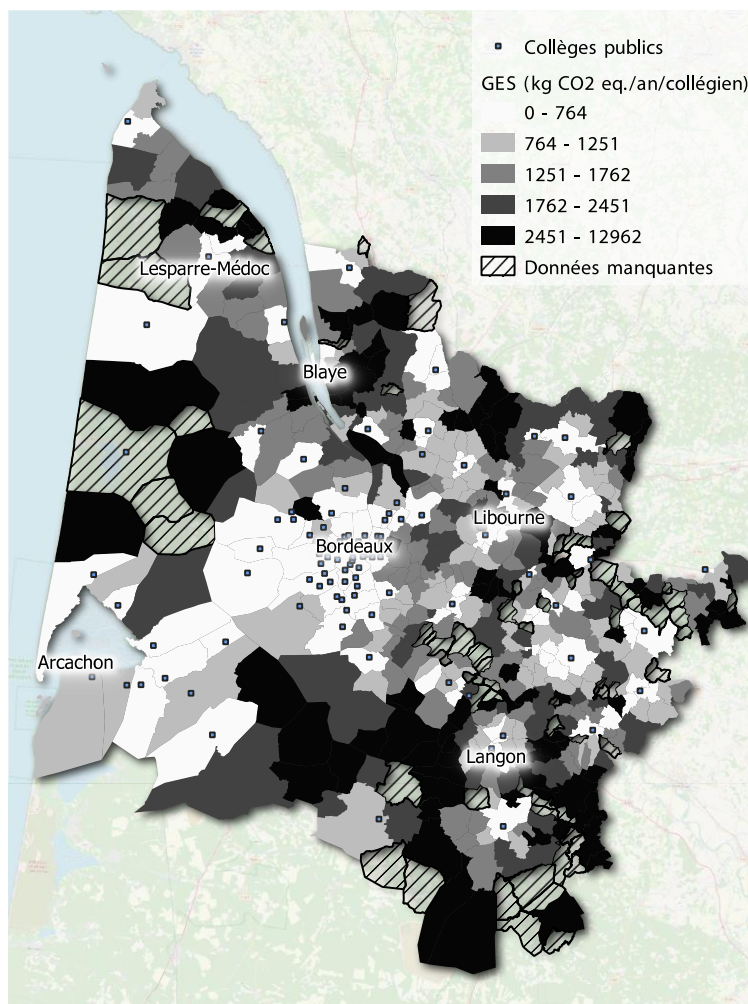 Collèges publics
GES (kg CO2 eq./an/collégien)
0 - 764
764 - 1251
1251 - 1762
1762 - 2451
2451 - 12962
Données manquantes
Lesparre-Médoc
Blaye
Libourne
Bordeaux
Arcachon
Langon